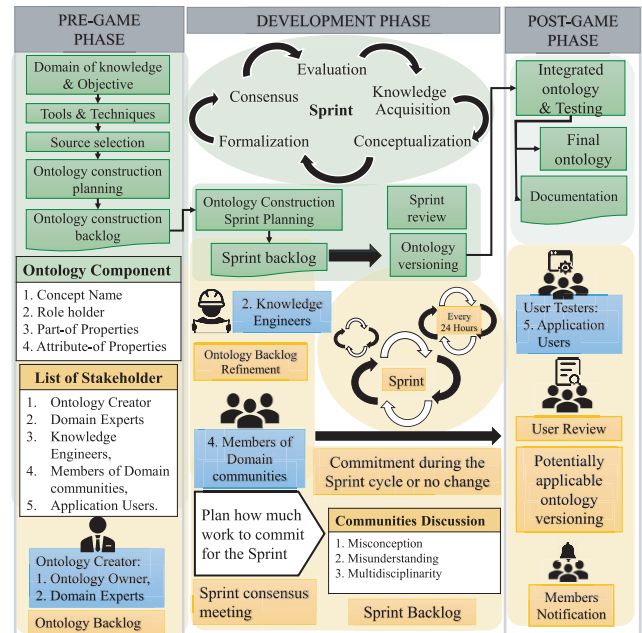 PRE-GAME
PHASE
Domain of knowledge
& Objective
Tools & Techniques
Source selection
Ontology construction
planning
Ontology construction
backlog
Ontology Component
1. Concept Name
2. Role holder
3. Part-of Properties
4. Attribute-of Properties
List of Stakeholder
1. Ontology Creator
2. Domain Experts
3. Knowledge
Engineers,
4. Members of Domain
communities,
5. Application Users.
Ontology Creator:
1. Ontology Owner,
2. Domain Experts
Ontology Backlog
DEVELOPMENT PHASE
Evaluation
Consensus
Sprint
Knowledge
Acquisition
Formalization
Conceptualization
Ontology Construction
Sprint Planning
Sprint backlog
Sprint
review
Ontology
versioning
2. Knowledge
Engineers
Ontology Backlog
Refinement
Every
24 Hours
Sprint
4. Members of
Domain
communities
Commitment during the
Sprint cycle or no change
Plan how much
work to commit
for the Sprint
Communities Discussion
1. Misconception
2. Misunderstanding
3. Multidisciplinarity
Sprint consensus
meeting
Sprint Backlog
POST-GAME
PHASE
Integrated
ontology
& Testing
Final
ontology
Documentation
User Testers:
5. Application
Users
User Review
Potentially
applicable
ontology
versioning
Members
Notification